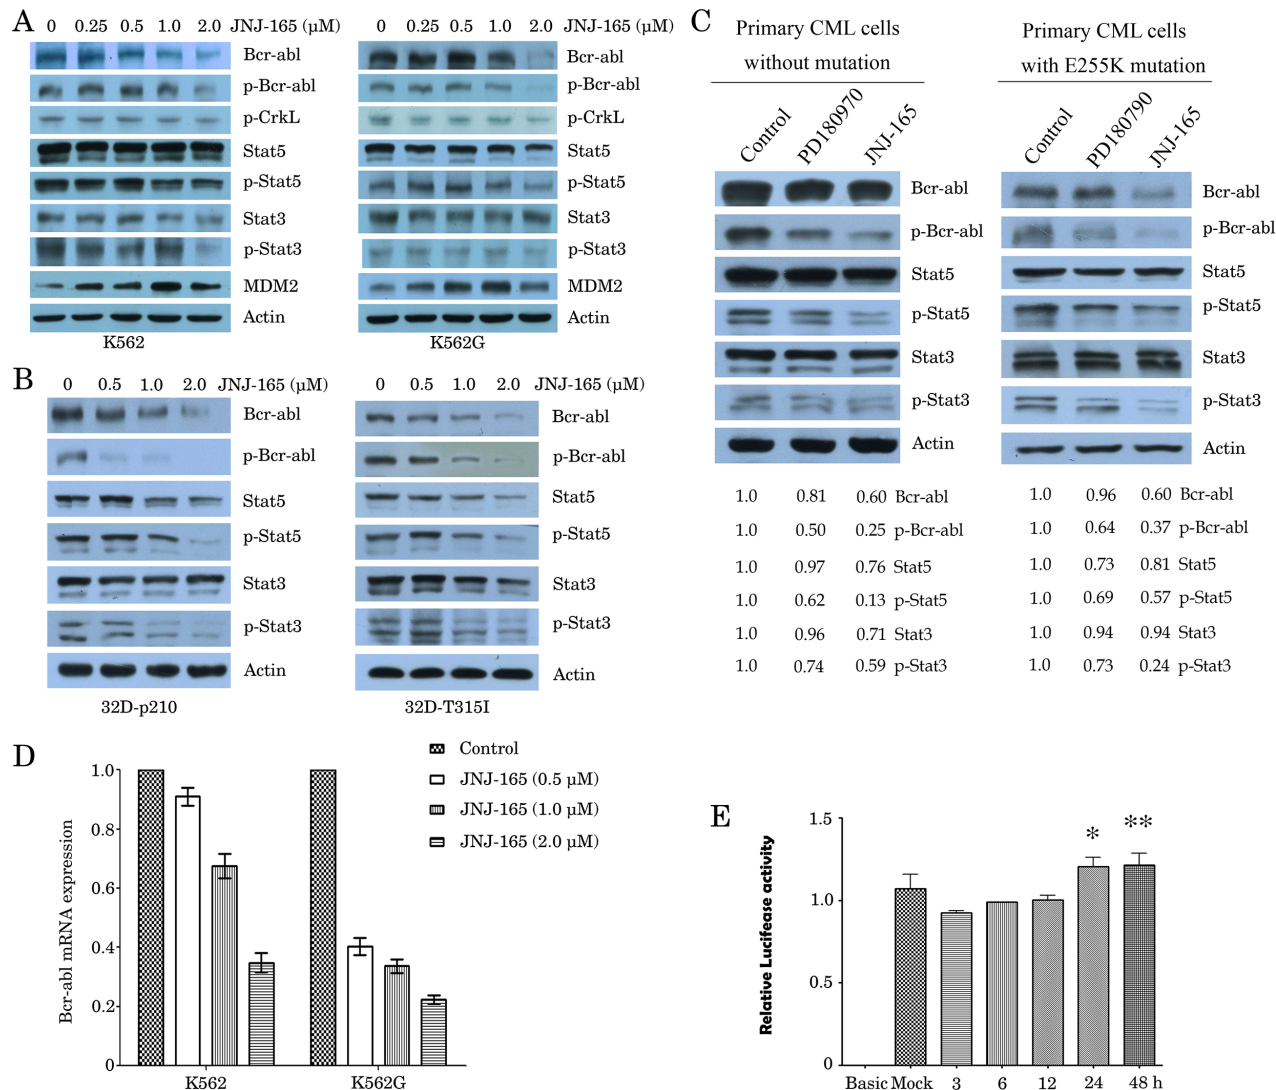 A
0 0.25 0.5 1.0 2.0 JNJ-165 (μM)
Bcr-abl
p-Bcr-abl
p-CrkL
Stat5
p-Stat5
Stat3
p-Stat3
MDM2
Actin
K562
0 0.25 0.5 1.0 2.0 JNJ-165 (μM)
Bcr-abl
p-Bcr-abl
p-CrkL
Stat5
p-Stat5
Stat3
p-Stat3
MDM2
Actin
K562G
B
0 0.5 1.0 2.0 JNJ-165 (μM)
Bcr-abl
p-Bcr-abl
Stat5
p-Stat5
Stat3
p-Stat3
Actin
32D-p210
0 0.5 1.0 2.0 JNJ-165 (μM)
Bcr-abl
p-Bcr-abl
Stat5
p-Stat5
Stat3
p-Stat3
Actin
32D-T315I
C
Primary CML cells
without mutation
Control PD180970 JNJ-165
Bcr-abl
p-Bcr-abl
Stat5
p-Stat5
Stat3
p-Stat3
Actin
1.0 0.81 0.60 Bcr-abl
1.0 0.50 0.25 p-Bcr-abl
1.0 0.97 0.76 Stat5
1.0 0.62 0.13 p-Stat5
1.0 0.96 0.71 Stat3
1.0 0.74 0.59 p-Stat3
Primary CML cells
with E255K mutation
Control PD180790 JNJ-165
Bcr-abl
p-Bcr-abl
Stat5
p-Stat5
Stat3
p-Stat3
Actin
1.0 0.96 0.60 Bcr-abl
1.0 0.64 0.37 p-Bcr-abl
1.0 0.73 0.81 Stat5
1.0 0.69 0.57 p-Stat5
1.0 0.94 0.94 Stat3
1.0 0.73 0.24 p-Stat3
D
Control
JNJ-165 (0.5 μM)
JNJ-165 (1.0 μM)
JNJ-165 (2.0 μM)
Bcr-abl mRNA expression
1.0
0.8
0.6
0.4
0.2
0
K562 K562G
E
Relative Lucifease activity
1.5
1.0
0.5
0
* **
Basic Mock 3 6 12 24 48 h